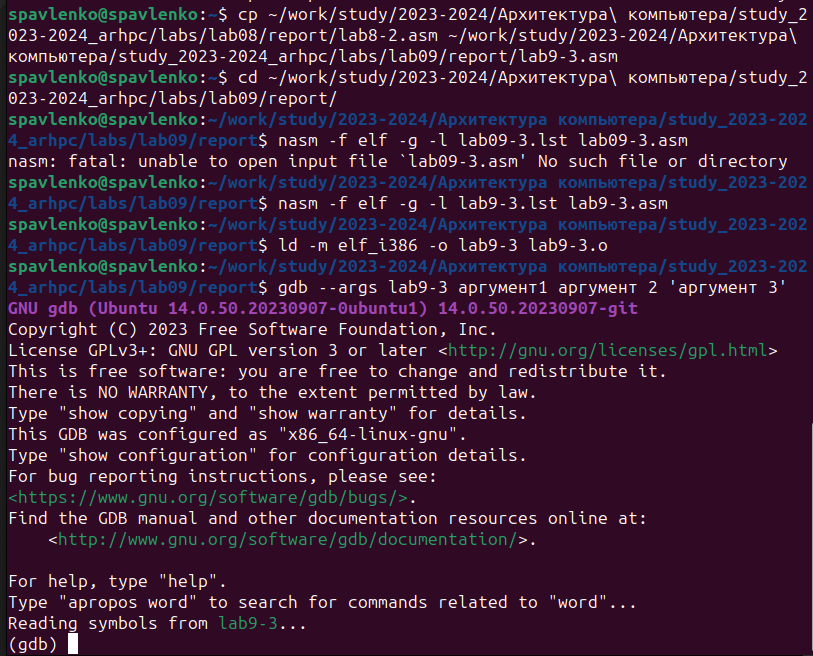 spavlenko@spavlenko:~$ cp ~/work/study/2023-2024/Архитектура\ компьютера/study_2
023-2024_arhpc/labs/lab08/report/lab8-2.asm ~/work/study/2023-2024/Архитектура\ 
компьютера/study_2023-2024_arhpc/labs/lab09/report/lab9-3.asm
spavlenko@spavlenko:~$ cd ~/work/study/2023-2024/Архитектура\ компьютера/study_2
023-2024_arhpc/labs/lab09/report/
spavlenko@spavlenko:~/work/study/2023-2024/Архитектура компьютера/study_2023-202
4_arhpc/labs/lab09/report$ nasm -f elf -g -l lab09-3.lst lab09-3.asm
nasm: fatal: unable to open input file `lab09-3.asm' No such file or directory
spavlenko@spavlenko:~/work/study/2023-2024/Архитектура компьютера/study_2023-202
4_arhpc/labs/lab09/report$ nasm -f elf -g -l lab9-3.lst lab9-3.asm
spavlenko@spavlenko:~/work/study/2023-2024/Архитектура компьютера/study_2023-202
4_arhpc/labs/lab09/report$ ld -m elf_i386 -o lab9-3 lab9-3.o
spavlenko@spavlenko:~/work/study/2023-2024/Архитектура компьютера/study_2023-202
4_arhpc/labs/lab09/report$ gdb --args lab9-3 аргумент1 аргумент 2 'аргумент 3'
GNU gdb (Ubuntu 14.0.50.20230907-0ubuntu1) 14.0.50.20230907-git
Copyright (C) 2023 Free Software Foundation, Inc.
License GPLv3+: GNU GPL version 3 or later <http://gnu.org/licenses/gpl.html>
This is free software: you are free to change and redistribute it.
There is NO WARRANTY, to the extent permitted by law.
Type "show copying" and "show warranty" for details.
This GDB was configured as "x86_64-linux-gnu".
Type "show configuration" for configuration details.
For bug reporting instructions, please see:
<https://www.gnu.org/software/gdb/bugs/>.
Find the GDB manual and other documentation resources online at:
    <http://www.gnu.org/software/gdb/documentation/>.

For help, type "help".
Type "apropos word" to search for commands related to "word"...
Reading symbols from lab9-3...
(gdb)